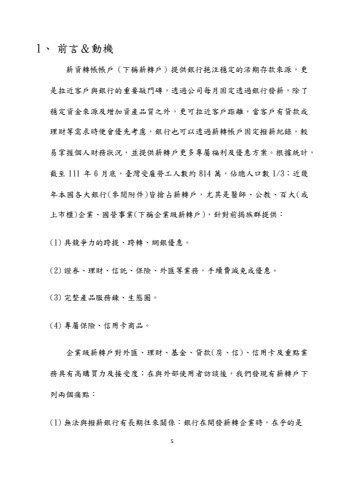 1、 前言＆動機
薪資轉帳帳戶（下稱薪轉戶）提供銀行挹注穩定的活期存款來源，更
是拉近客戶與銀行的重要敲門磚，透過公司每月固定透過銀行發薪，除了
穩定資金來源及增加資產品質之外，更可拉近客戶距離，當客戶有貸款或
理財等需求時便會優先考慮，銀行也可以透過薪轉帳戶固定撥薪紀錄，較
易掌握個人財務狀況，並提供薪轉戶更多專屬福利及優惠方案。根據統計，
截至 111 年 6 月底，臺灣受雇勞工人數約 814 萬，佔總人口數 1/3；近幾
年本國各大銀行(參閱附件)皆搶占薪轉戶，尤其是醫師、公教、百大(或
上市櫃)企業、國營事業(下稱企業級薪轉戶)，針對前揭族群提供：
(1) 具競爭力的跨提、跨轉、網銀優惠。
(2) 證券、理財、信託、保險、外匯等業務，手續費減免或優惠。
(3) 完整產品服務鍊、生態圈。
(4) 專屬保險、信用卡商品。
企業級薪轉戶對外匯、理財、基金、貸款(房、信)、信用卡及重點業
務具有高購買力及接受度；在與外部使用者訪談後，我們發現有薪轉戶下
列兩個痛點：
(1) 無法與撥薪銀行有長期往來關係：銀行在開發薪轉企業時，在乎的是
5